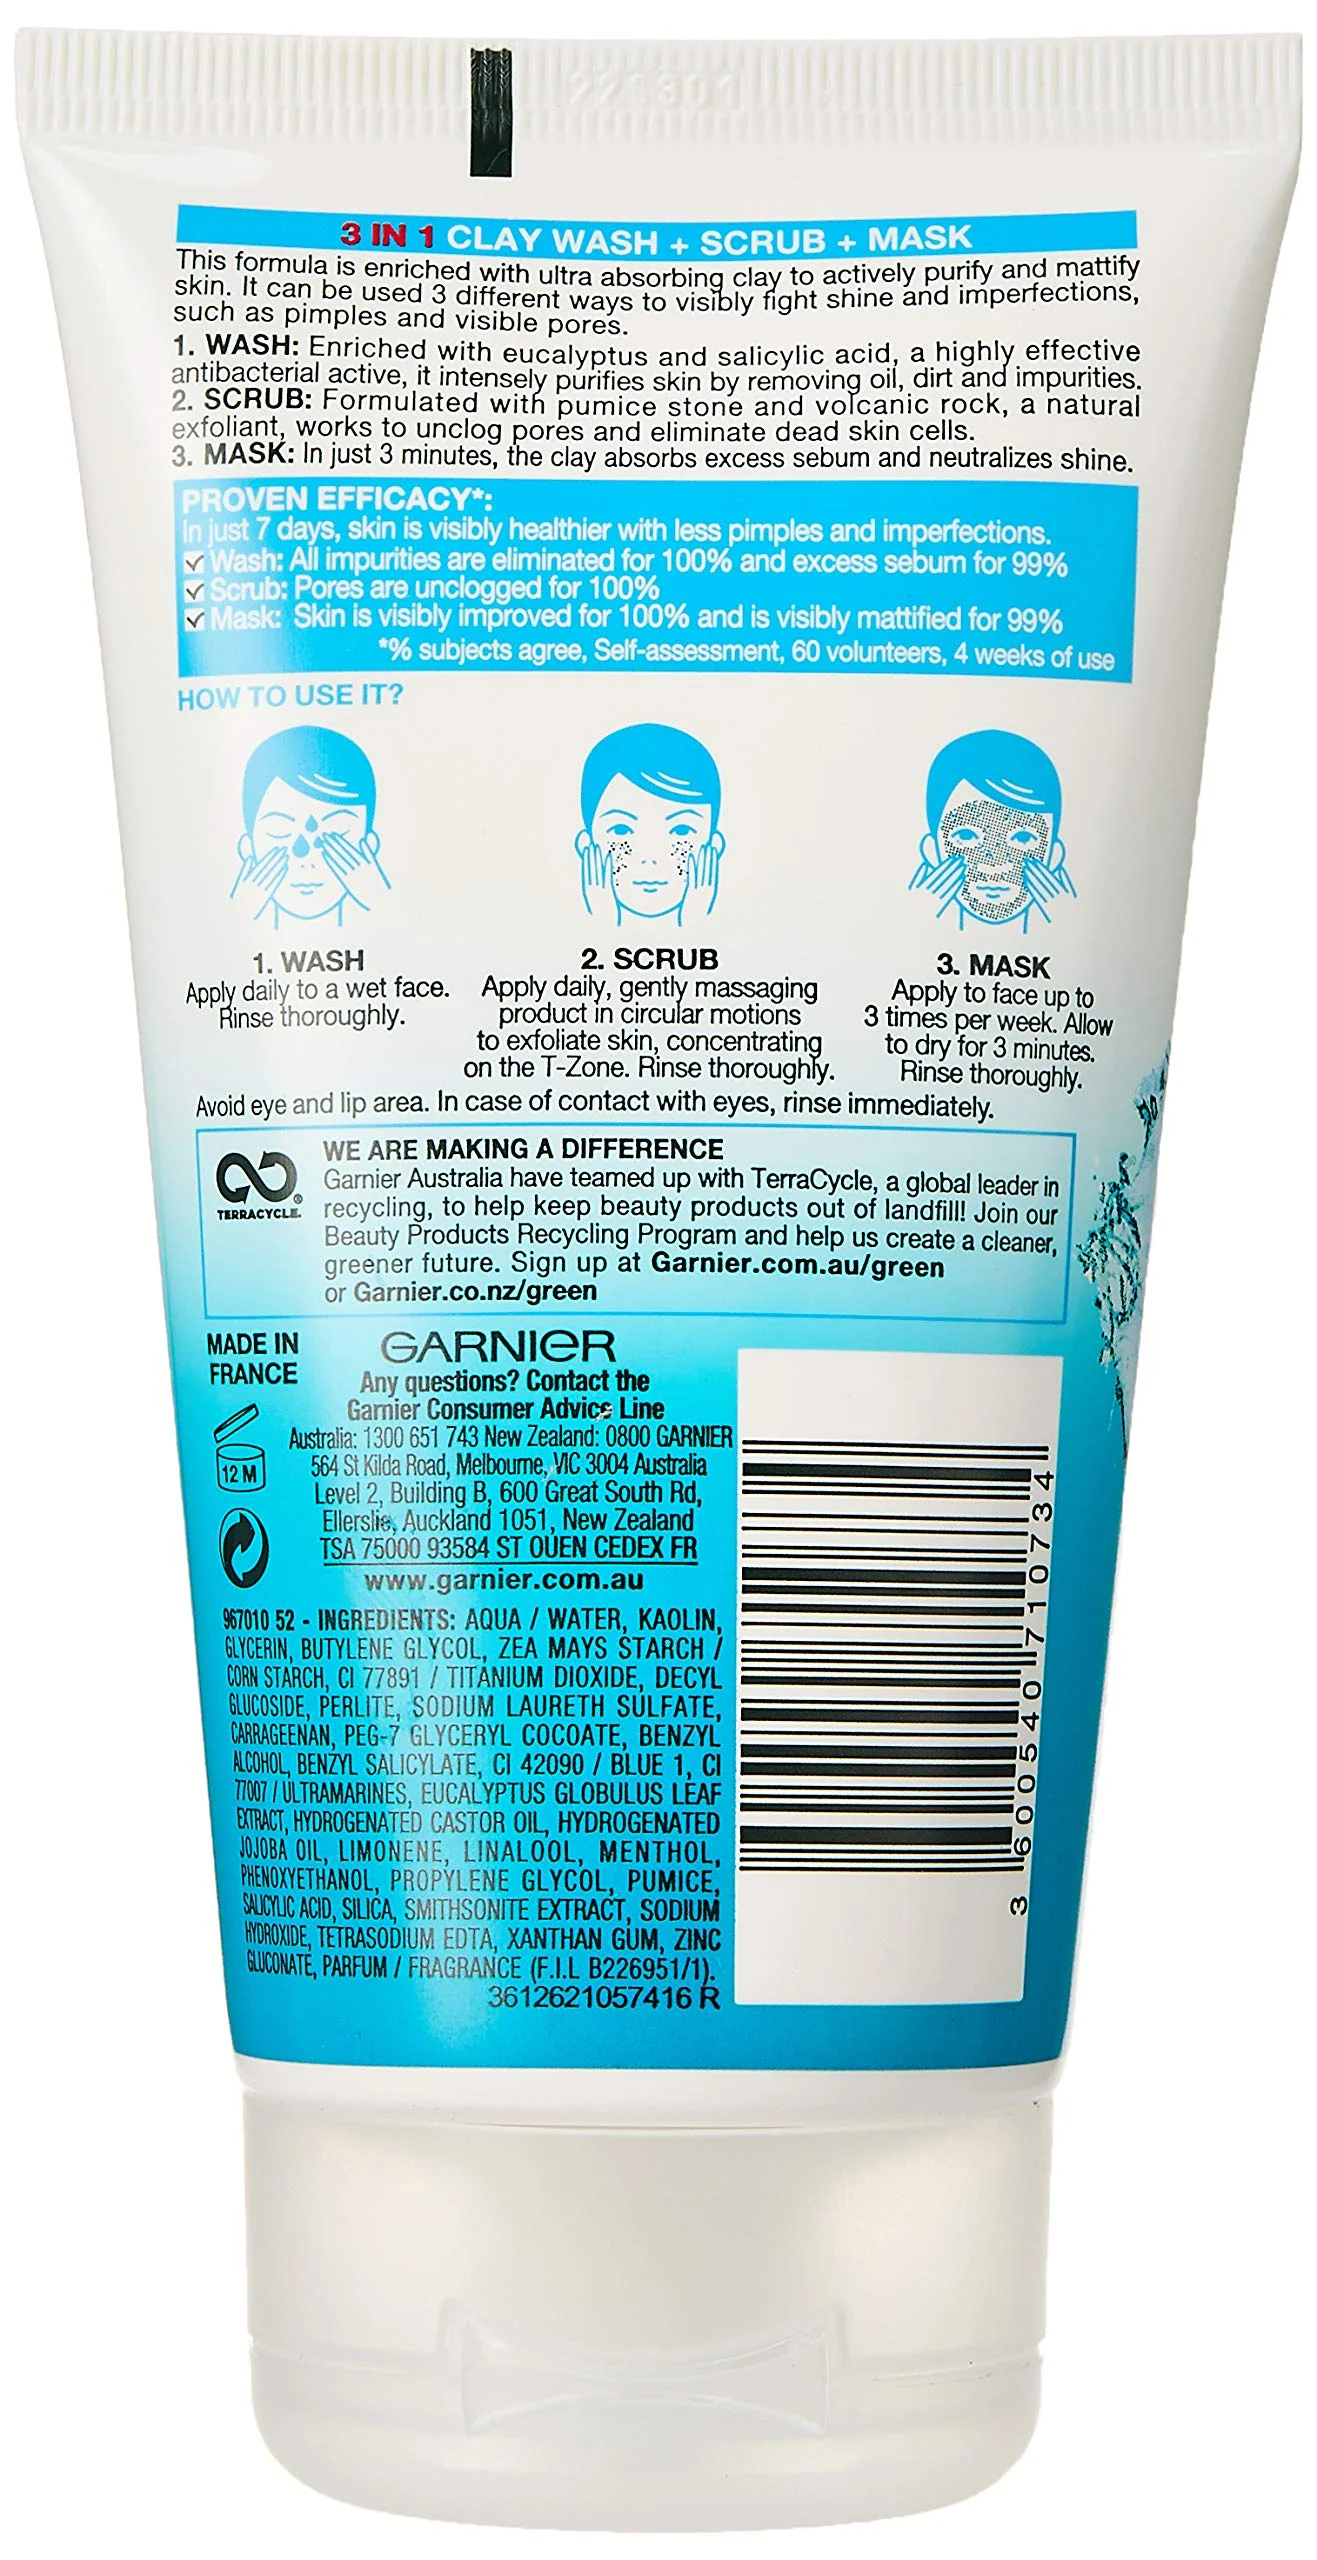 223301
3 IN 1 CLAY WASH + SCRUB + MASK
This formula is enriched with ultra absorbing clay to actively purify and mattify
skin. It can be used 3 different ways to visibly fight shine and imperfections,
such as pimples and visible pores.
1. WASH: Enriched with eucalyptus and salicylic acid, a highly effective
antibacterial active, it intensely purifies skin by removing oil, dirt and impurities.
2. SCRUB: Formulated with pumice stone and volcanic rock, a natural
exfoliant, works to unclog pores and eliminate dead skin cells.
3. MASK: In just 3 minutes, the clay absorbs excess sebum and neutralizes shine.
PROVEN EFFICACY*:
In just 7 days, skin is visibly healthier with less pimples and imperfections.
Wash: All impurities are eliminated for 100% and excess sebum for 99%
Scrub: Pores are unclogged for 100%
Mask: Skin is visibly improved for 100% and is visibly mattified for 99%
*% subjects agree, Self-assessment, 60 volunteers, 4 weeks of use
HOW TO USE IT?
1. WASH
Apply daily to a wet face.
Rinse thoroughly.
2. SCRUB
Apply daily, gently massaging
product in circular motions
to exfoliate skin, concentrating
on the T-Zone. Rinse thoroughly.
3. MASK
Apply to face up to
3 times per week. Allow
to dry for 3 minutes.
Rinse thoroughly.
Avoid eye and lip area. In case of contact with eyes, rinse immediately.
TERRACYCLE®
WE ARE MAKING A DIFFERENCE
Garnier Australia have teamed up with TerraCycle, a global leader in
recycling, to help keep beauty products out of landfill! Join our
Beauty Products Recycling Program and help us create a cleaner,
greener future. Sign up at Garnier.com.au/green
or Garnier.co.nz/green
MADE IN
FRANCE
12 M
GARNIER
Any questions? Contact the
Garnier Consumer Advice Line
Australia: 1300 651 743 New Zealand: 0800 GARNIER
564 St Kilda Road, Melbourne, VIC 3004 Australia
Level 2, Building B, 600 Great South Rd,
Ellerslie, Auckland 1051, New Zealand
TSA 75000 93584 ST OUEN CEDEX FR
www.garnier.com.au
967010 52 - INGREDIENTS: AQUA / WATER, KAOLIN,
GLYCERIN, BUTYLENE GLYCOL, ZEA MAYS STARCH /
CORN STARCH, CI 77891 / TITANIUM DIOXIDE, DECYL
GLUCOSIDE, PERLITE, SODIUM LAURETH SULFATE,
CARRAGEENAN, PEG-7 GLYCERYL COCOATE, BENZYL
ALCOHOL, BENZYL SALICYLATE, CI 42090 / BLUE 1, CI
77007 / ULTRAMARINES, EUCALYPTUS GLOBULUS LEAF
EXTRACT, HYDROGENATED CASTOR OIL, HYDROGENATED
JOJOBA OIL, LIMONENE, LINALOOL, MENTHOL,
PHENOXYETHANOL, PROPYLENE GLYCOL, PUMICE,
SALICYLIC ACID, SILICA, SMITHSONITE EXTRACT, SODIUM
HYDROXIDE, TETRASODIUM EDTA, XANTHAN GUM, ZINC
GLUCONATE, PARFUM / FRAGRANCE (F.I.L B226951/1).
3612621057416 R
3 600540 710734